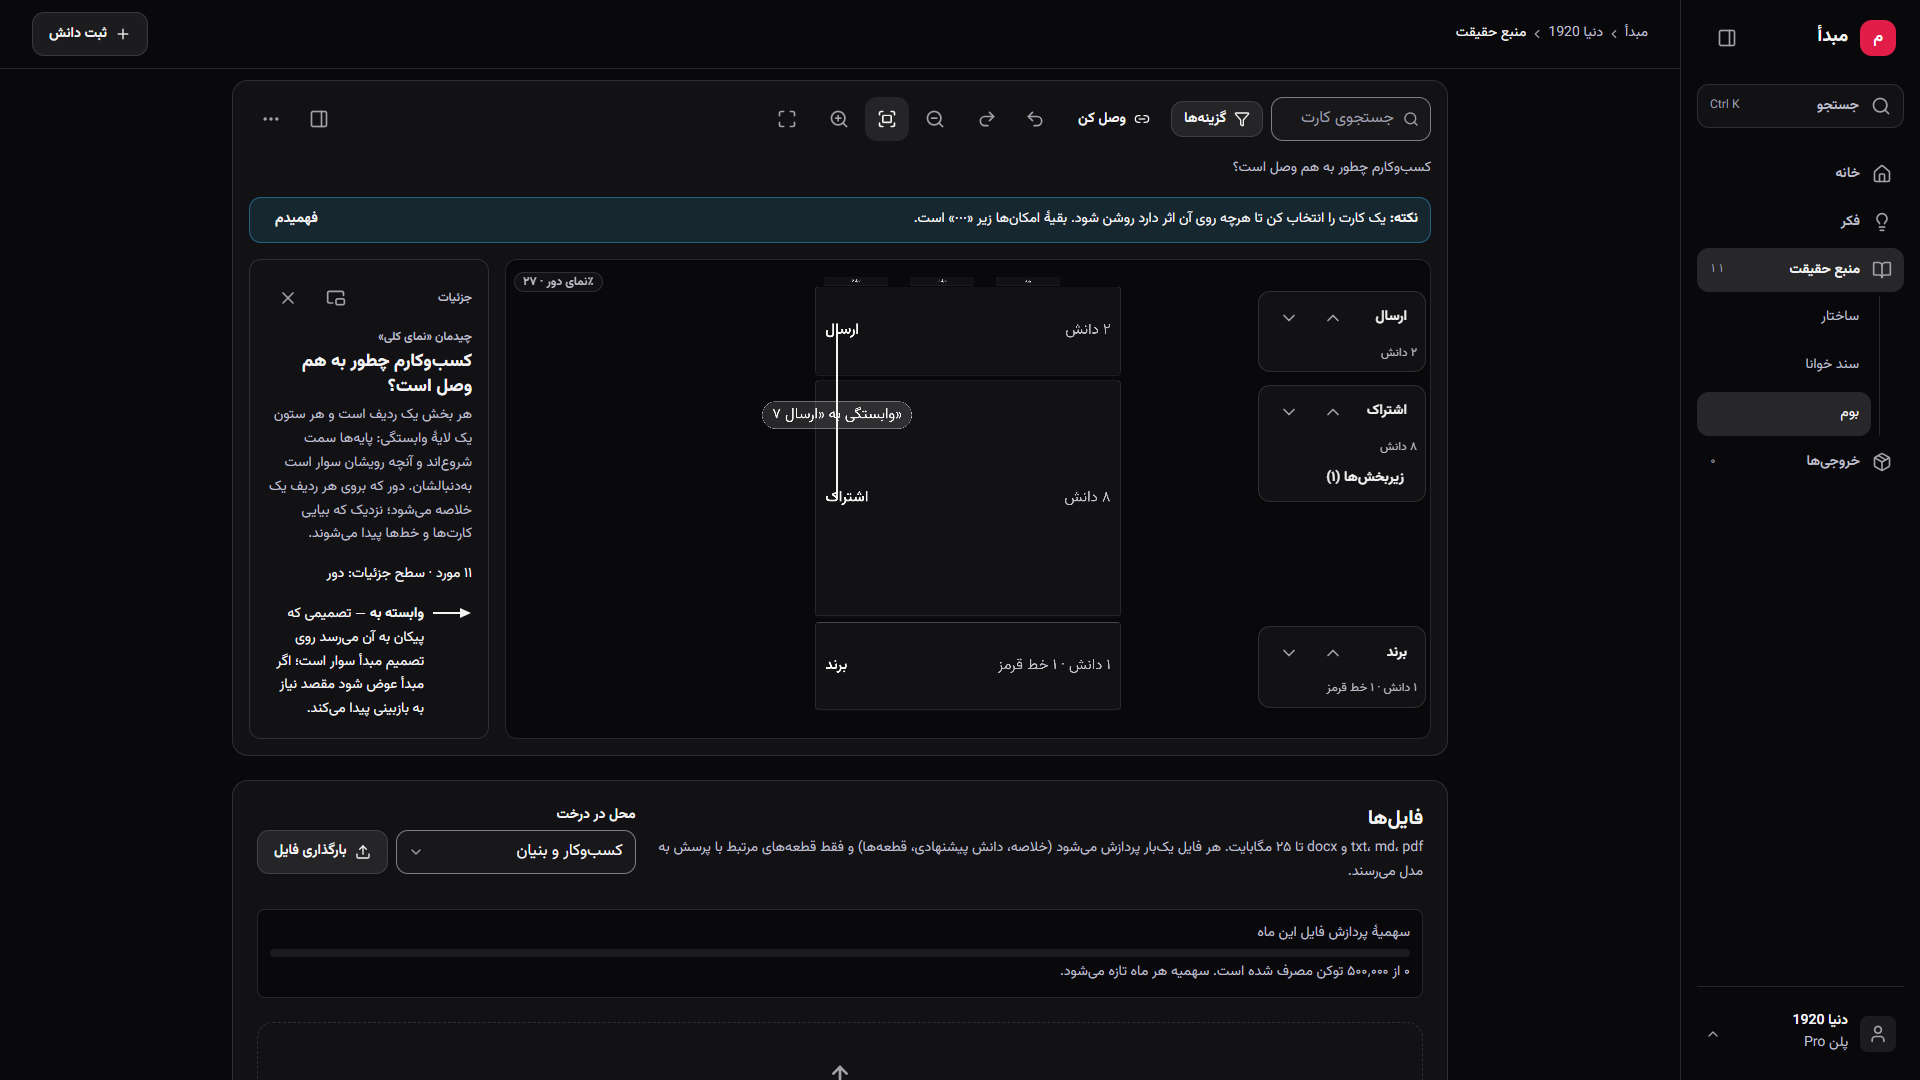 م
مبدأ
جستجو
Ctrl K
خانه
فکر
منبع حقیقت
۱۱
ساختار
سند خوانا
بوم
خروجی‌ها
۰
دنیا 1920
پلن Pro
مبدأ › دنیا 1920 › منبع حقیقت
+ ثبت دانش
جستجوی کارت
گزینه‌ها
وصل کن
کسب‌وکارم چطور به هم وصل است؟
نکته: یک کارت را انتخاب کن تا هرچه روی آن اثر دارد روشن شود. بقیهٔ امکان‌ها زیر «⋯» است.
فهمیدم
ارسال
۲ دانش
اشتراک
۸ دانش
زیربخش‌ها (۱)
برند
۱ دانش · ۱ خط قرمز
٪نمای دور · ۲۷
۲ دانش
ارسال
«وابستگی به «ارسال ۷
۸ دانش
اشتراک
۱ دانش · ۱ خط قرمز
برند
جزئیات
چیدمان «نمای کلی»
کسب‌وکارم چطور به هم
وصل است؟
هر بخش یک ردیف است و هر ستون
یک لایهٔ وابستگی: پایه‌ها سمت
شروع‌اند و آنچه رویشان سوار است
به‌دنبالشان. دور که بروی هر ردیف یک
خلاصه می‌شود؛ نزدیک که بیایی
کارت‌ها و خط‌ها پیدا می‌شوند.
۱۱ مورد · سطح جزئیات: دور
وابسته به — تصمیمی که
پیکان به آن می‌رسد روی
تصمیم مبدأ سوار است؛ اگر
مبدأ عوض شود مقصد نیاز
به بازبینی پیدا می‌کند.
فایل‌ها
txt، md، pdf و docx تا ۲۵ مگابایت. هر فایل یک‌بار پردازش می‌شود (خلاصه، دانش پیشنهادی، قطعه‌ها) و فقط قطعه‌های مرتبط با پرسش به
مدل می‌رسند.
محل در درخت
کسب‌وکار و بنیان
بارگذاری فایل
سهمیهٔ پردازش فایل این ماه
۰ از ۵۰۰٬۰۰۰ توکن مصرف شده است. سهمیه هر ماه تازه می‌شود.